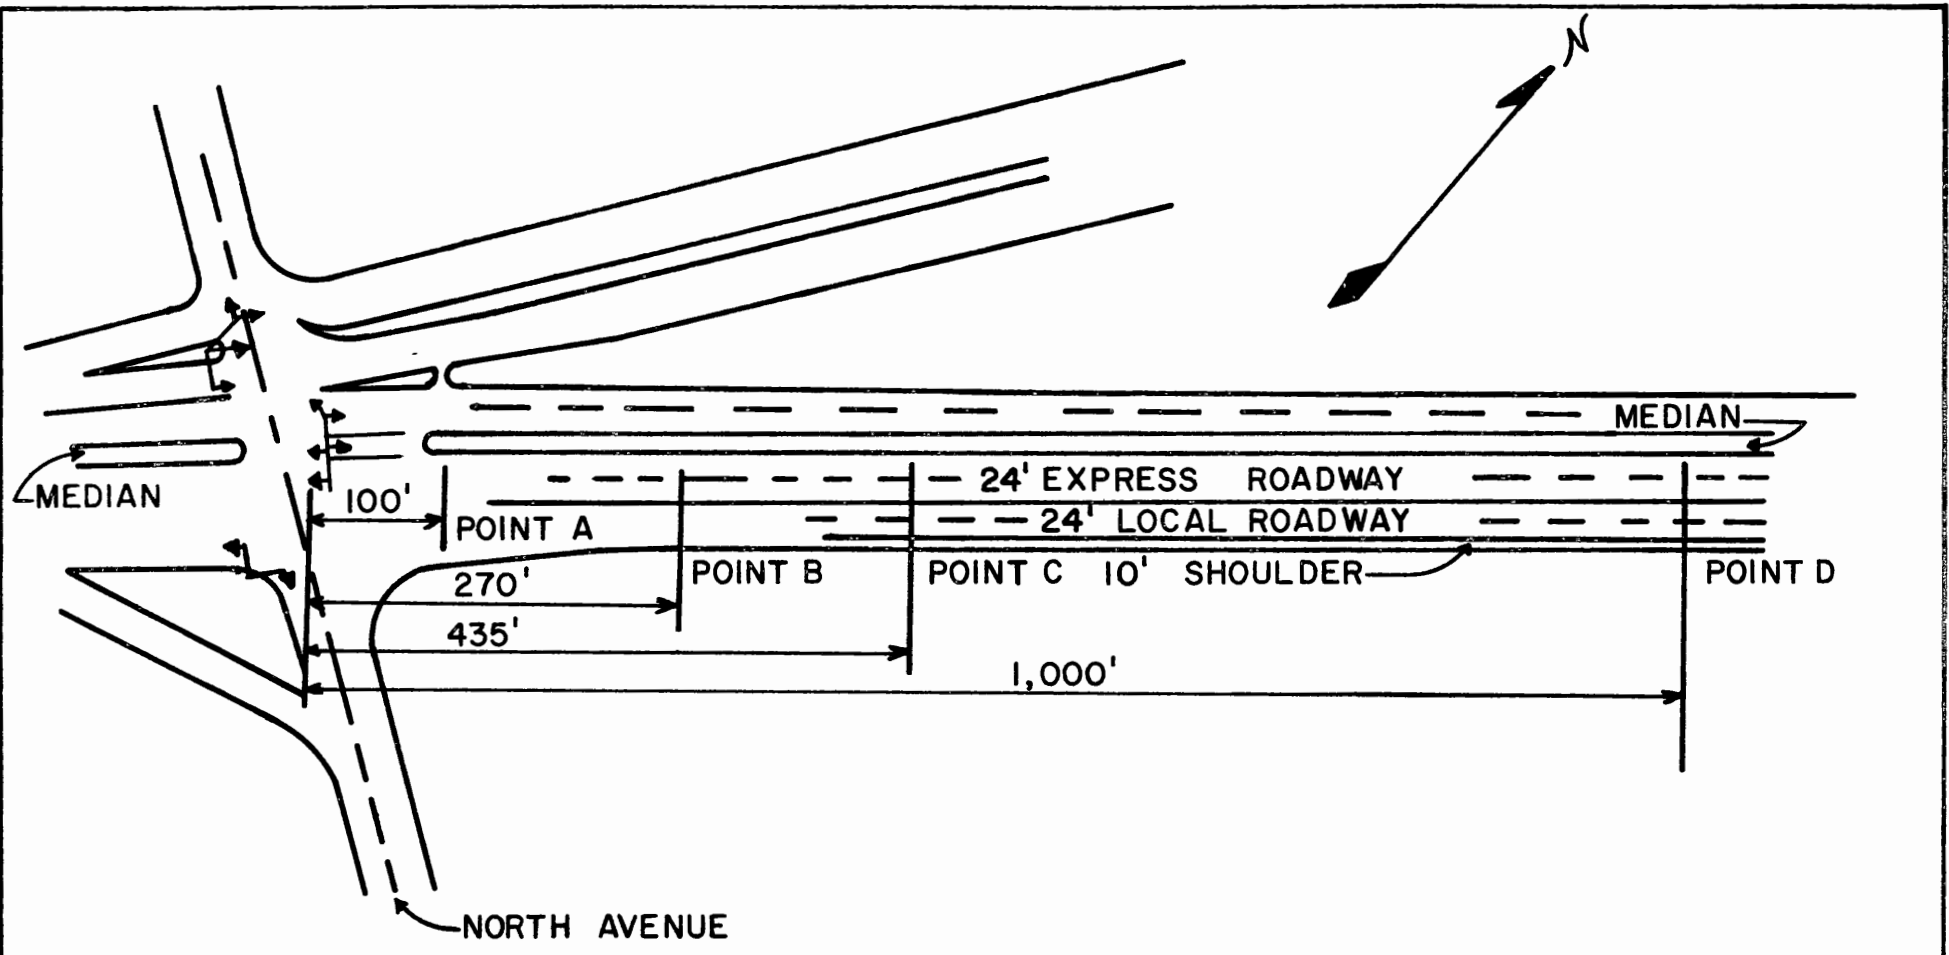 N
MEDIAN
24' EXPRESS ROADWAY
MEDIAN
100'
POINT A
24' LOCAL ROADWAY
270'
POINT B
POINT C 10' SHOULDER
POINT D
435'
1,000'
NORTH AVENUE